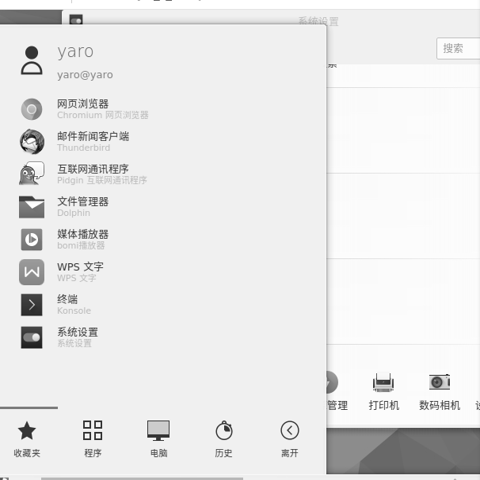 系统设置
搜索
yaro
yaro@yaro
网页浏览器
Chromium 网页浏览器
邮件新闻客户端
Thunderbird
互联网通讯程序
Pidgin 互联网通讯程序
文件管理器
Dolphin
媒体播放器
bomi播放器
WPS 文字
WPS 文字
终端
Konsole
系统设置
系统设置
管理
打印机
数码相机
收藏夹
程序
电脑
历史
离开